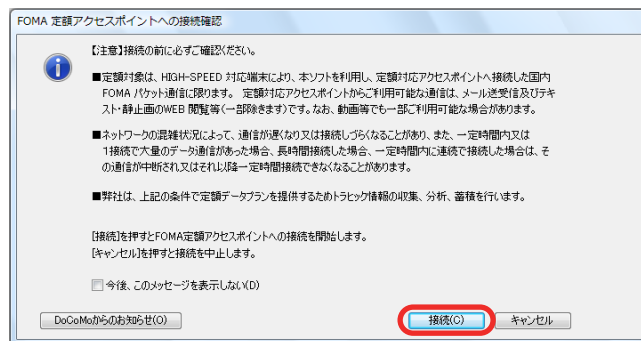 FOMA 定額アクセスポイントへの接続確認
【注意】接続の前に必ずご確認ください。
■定額対象は、HIGH-SPEED 対応端末により、本ソフトを利用し、定額対応アクセスポイントへ接続した国内
FOMA パケット通信に限ります。 定額対応アクセスポイントからご利用可能な通信は、メール送受信及びテキ
スト・静止画のWEB 閲覧等(一部除きます)です。なお、動画等でも一部ご利用可能な場合があります。
■ネットワークの混雑状況によって、通信が遅くなり又は接続しづらくなることがあり、また、一定時間内又は
1接続で大量のデータ通信があった場合、長時間接続した場合、一定時間内に連続で接続した場合は、そ
の通信が中断され又はそれ以降一定時間接続できなくなることがあります。
■弊社は、上記の条件で定額データプランを提供するためトラヒック情報の収集、分析、蓄積を行います。
[接続]を押すとFOMA定額アクセスポイントへの接続を開始します。
[キャンセル]を押すと接続を中止します。
今後、このメッセージを表示しない(D)
DoCoMoからのお知らせ(O) 接続(C) キャンセル